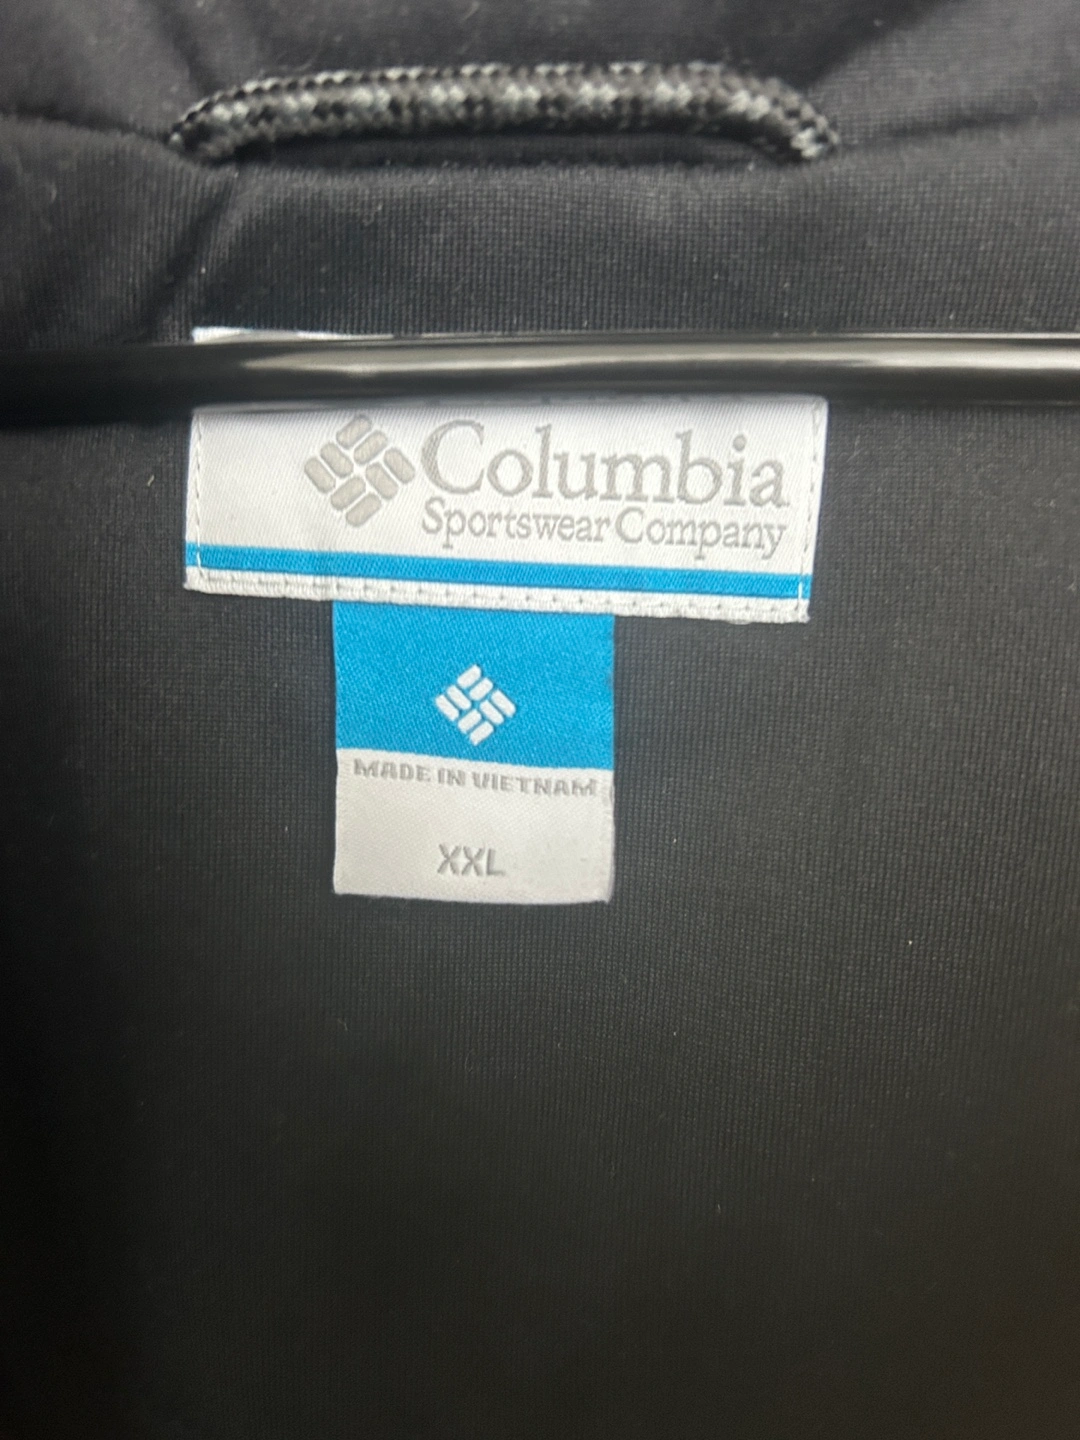 Columbia
Sportswear Company
MADE IN VIETNAM
XXL